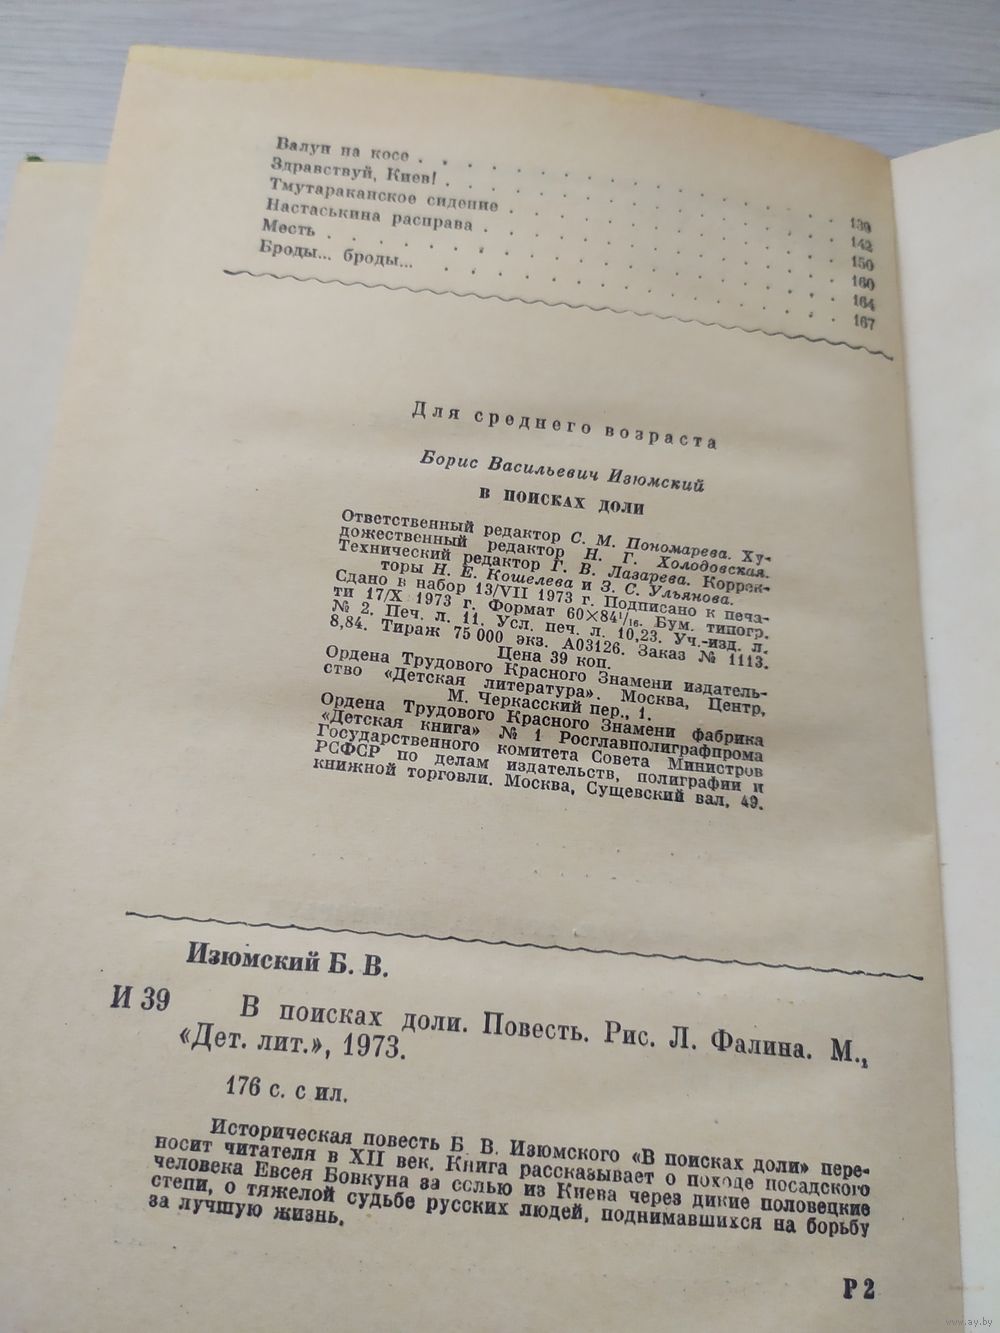 Валун на косе . . . . . . . . . . . . . . . . 139
Здравствуй, Киев! . . . . . . . . . . . . . . . 142
Тмутараканское сидение . . . . . . . . . . . . . 150
Настаськина расправа . . . . . . . . . . . . . . 160
Месть . . . . . . . . . . . . . . . . . . . . 164
Броды... броды... . . . . . . . . . . . . . . . 167
Для среднего возраста
Борис Васильевич Изюмский
В ПОИСКАХ ДОЛИ
Ответственный редактор С. М. Пономарева. Ху-
дожественный редактор Н. Г. Холодовская.
Технический редактор Г. В. Лазарева. Коррек-
торы Н. Е. Кошелева и З. С. Ульянова.
Сдано в набор 13/VII 1973 г. Подписано к печа-
ти 17/X 1973 г. Формат 60×84¹/₁₆. Бум. типогр.
№ 2. Печ. л. 11. Усл. печ. л. 10,23. Уч.-изд. л.
8,84. Тираж 75 000 экз. А03126. Заказ № 1113.
Цена 39 коп.
Ордена Трудового Красного Знамени издатель-
ство «Детская литература». Москва, Центр,
М. Черкасский пер., 1.
Ордена Трудового Красного Знамени фабрика
«Детская книга» № 1 Росглавполиграфпрома
Государственного комитета Совета Министров
РСФСР по делам издательств, полиграфии и
книжной торговли. Москва, Сущевский вал, 49.
Изюмский Б. В.
И 39 В поисках доли. Повесть. Рис. Л. Фалина. М.,
«Дет. лит.», 1973.
176 с. с ил.
Историческая повесть Б. В. Изюмского «В поисках доли» пере-
носит читателя в XII век. Книга рассказывает о походе посадского
человека Евсея Бовкуна за солью из Киева через дикие половецкие
степи, о тяжелой судьбе русских людей, поднимавшихся на борьбу
за лучшую жизнь.
Р 2
www.ay.by